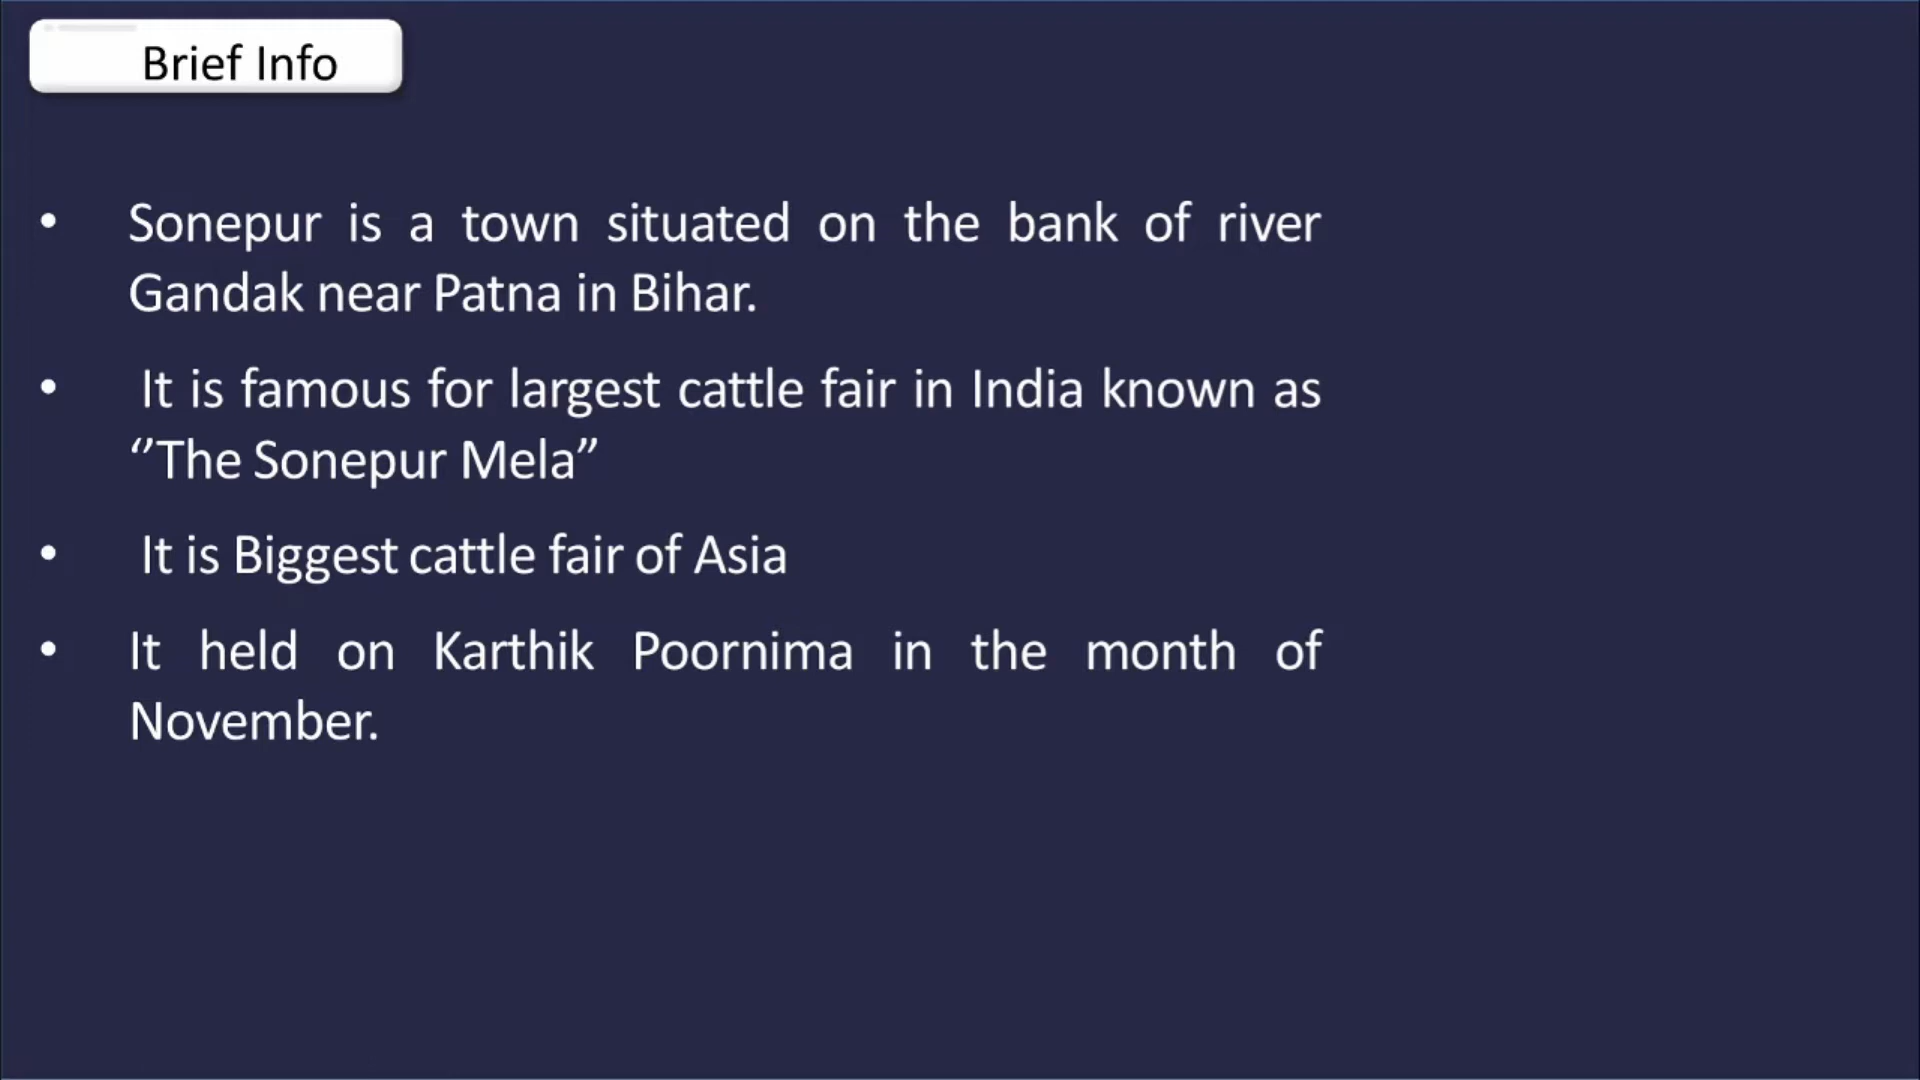 Brief Info
• Sonepur is a town situated on the bank of river
Gandak near Patna in Bihar.
• It is famous for largest cattle fair in India known as
‘’The Sonepur Mela”
• It is Biggest cattle fair of Asia
• It held on Karthik Poornima in the month of
November.